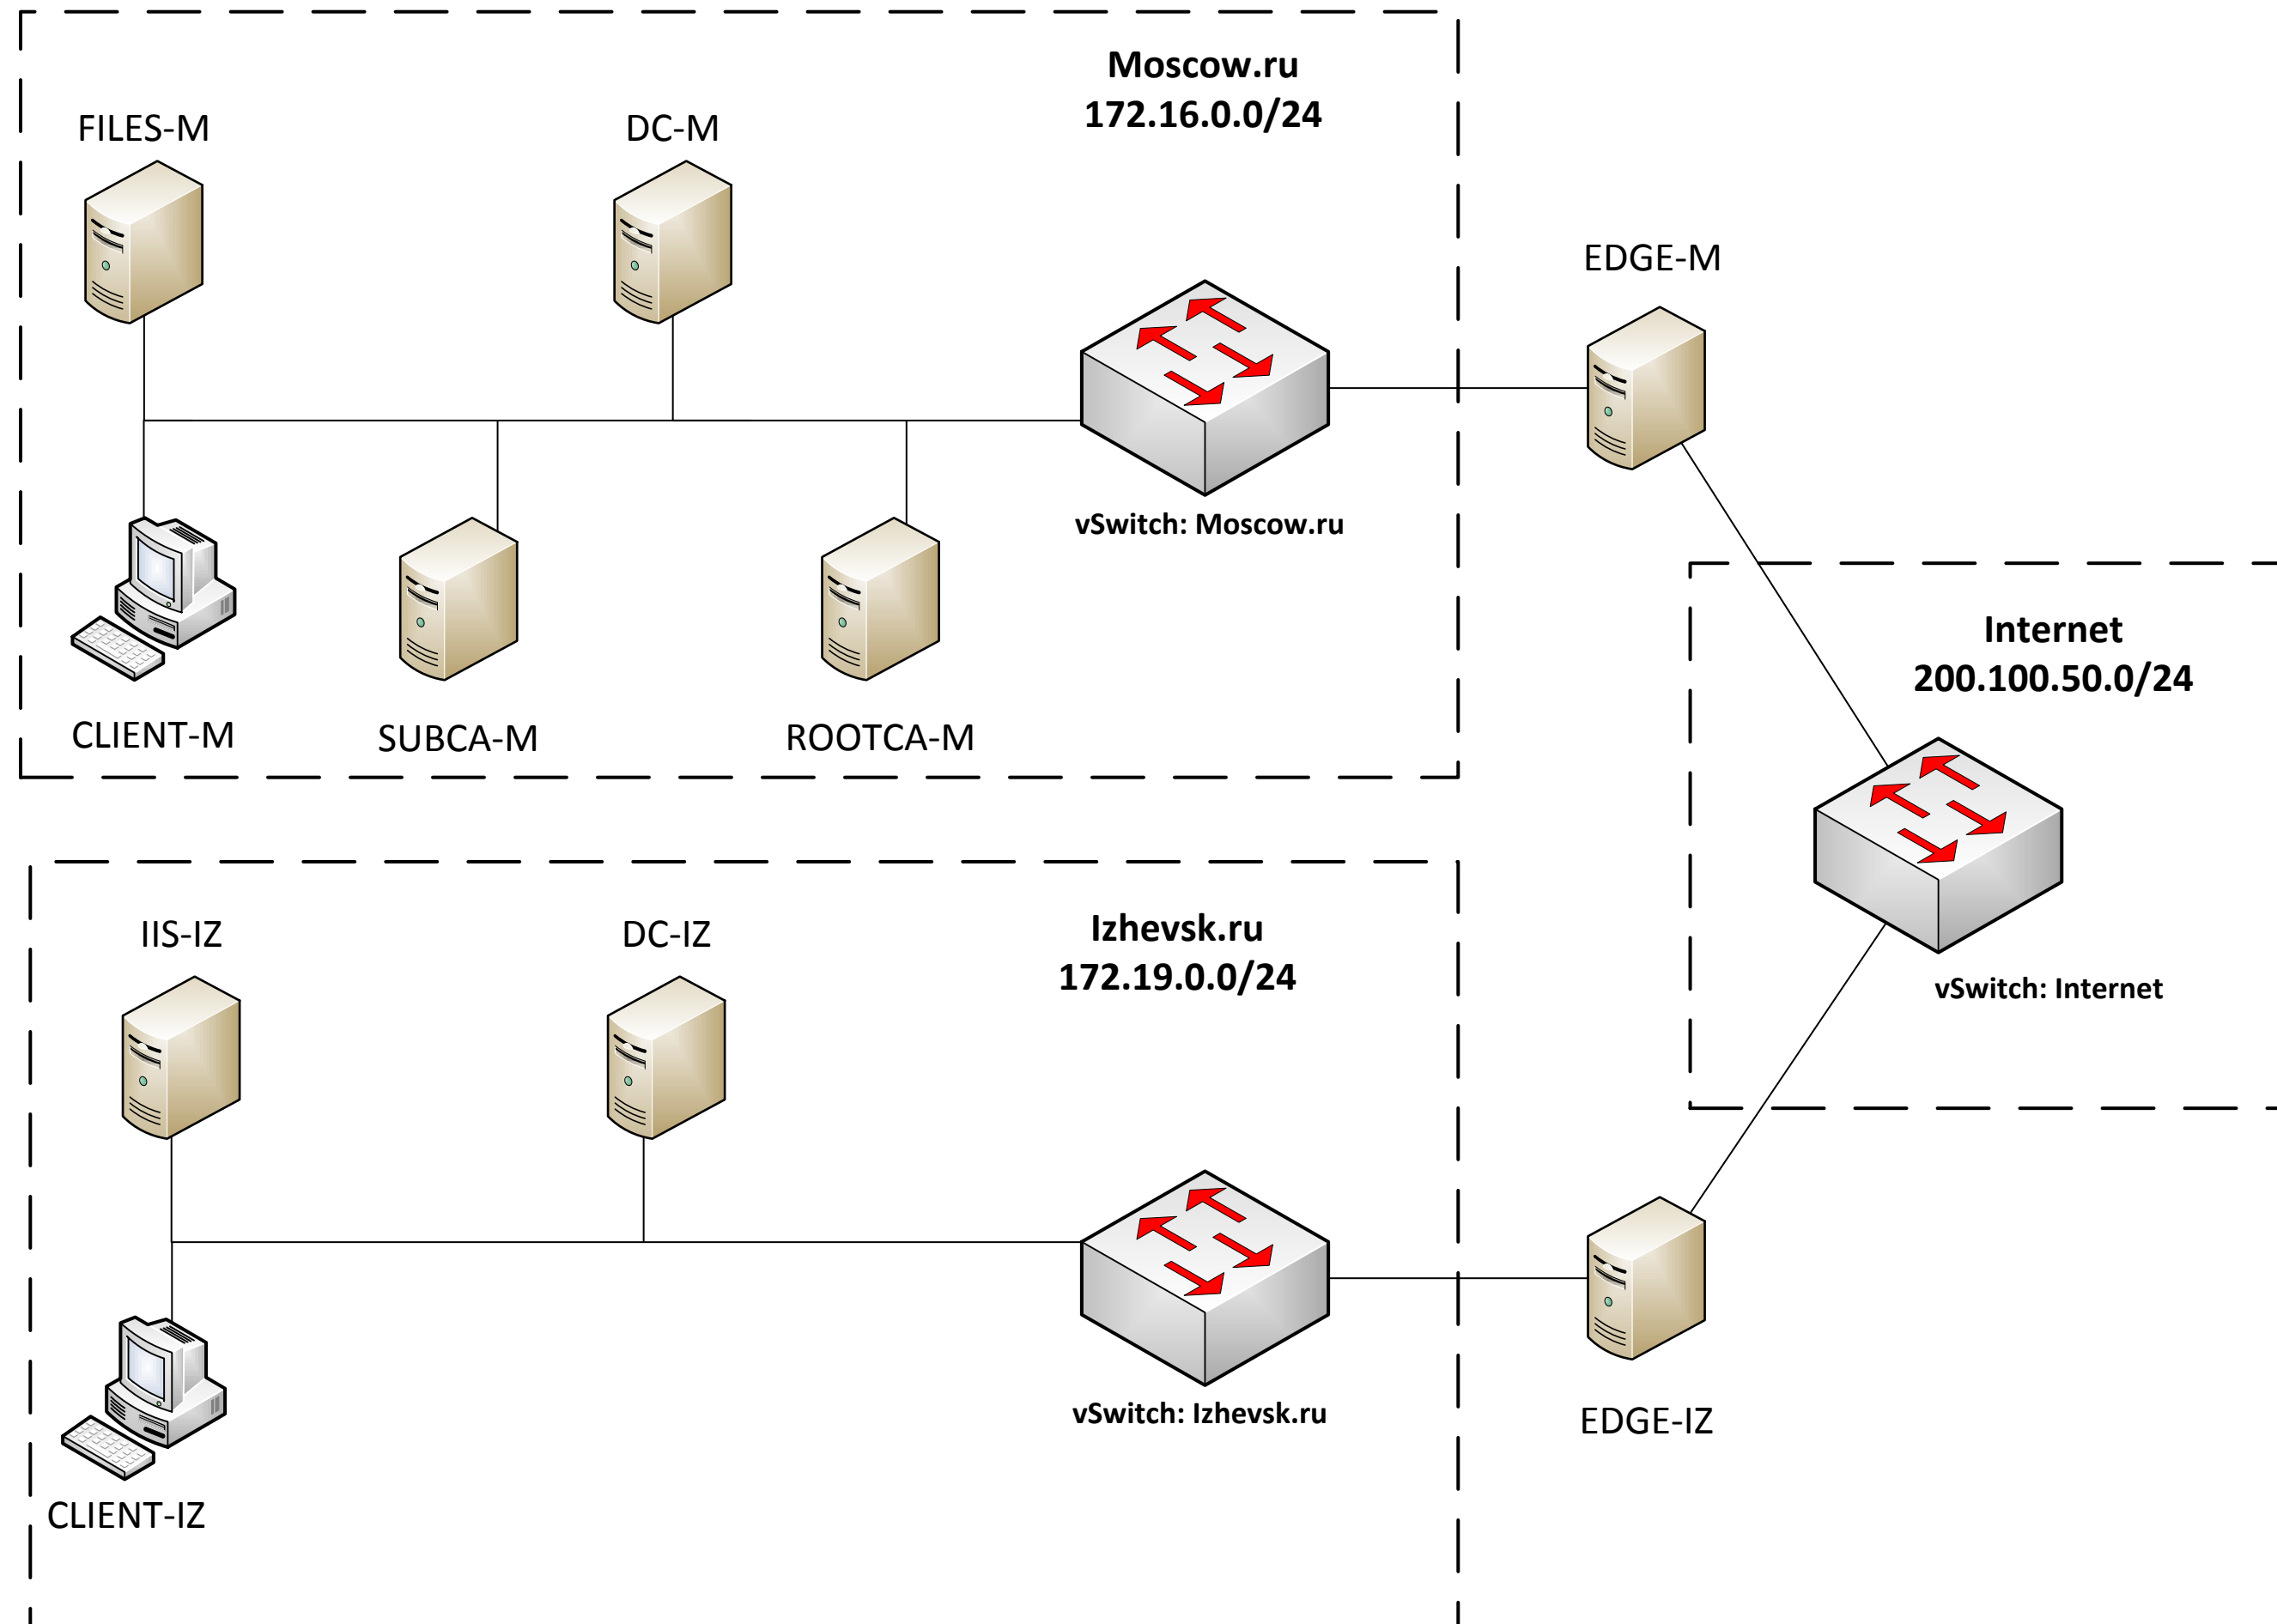 Moscow.ru
172.16.0.0/24
FILES-M
DC-M
EDGE-M
vSwitch: Moscow.ru
CLIENT-M
SUBCA-M
ROOTCA-M
Internet
200.100.50.0/24
vSwitch: Internet
IIS-IZ
DC-IZ
Izhevsk.ru
172.19.0.0/24
vSwitch: Izhevsk.ru
EDGE-IZ
CLIENT-IZ